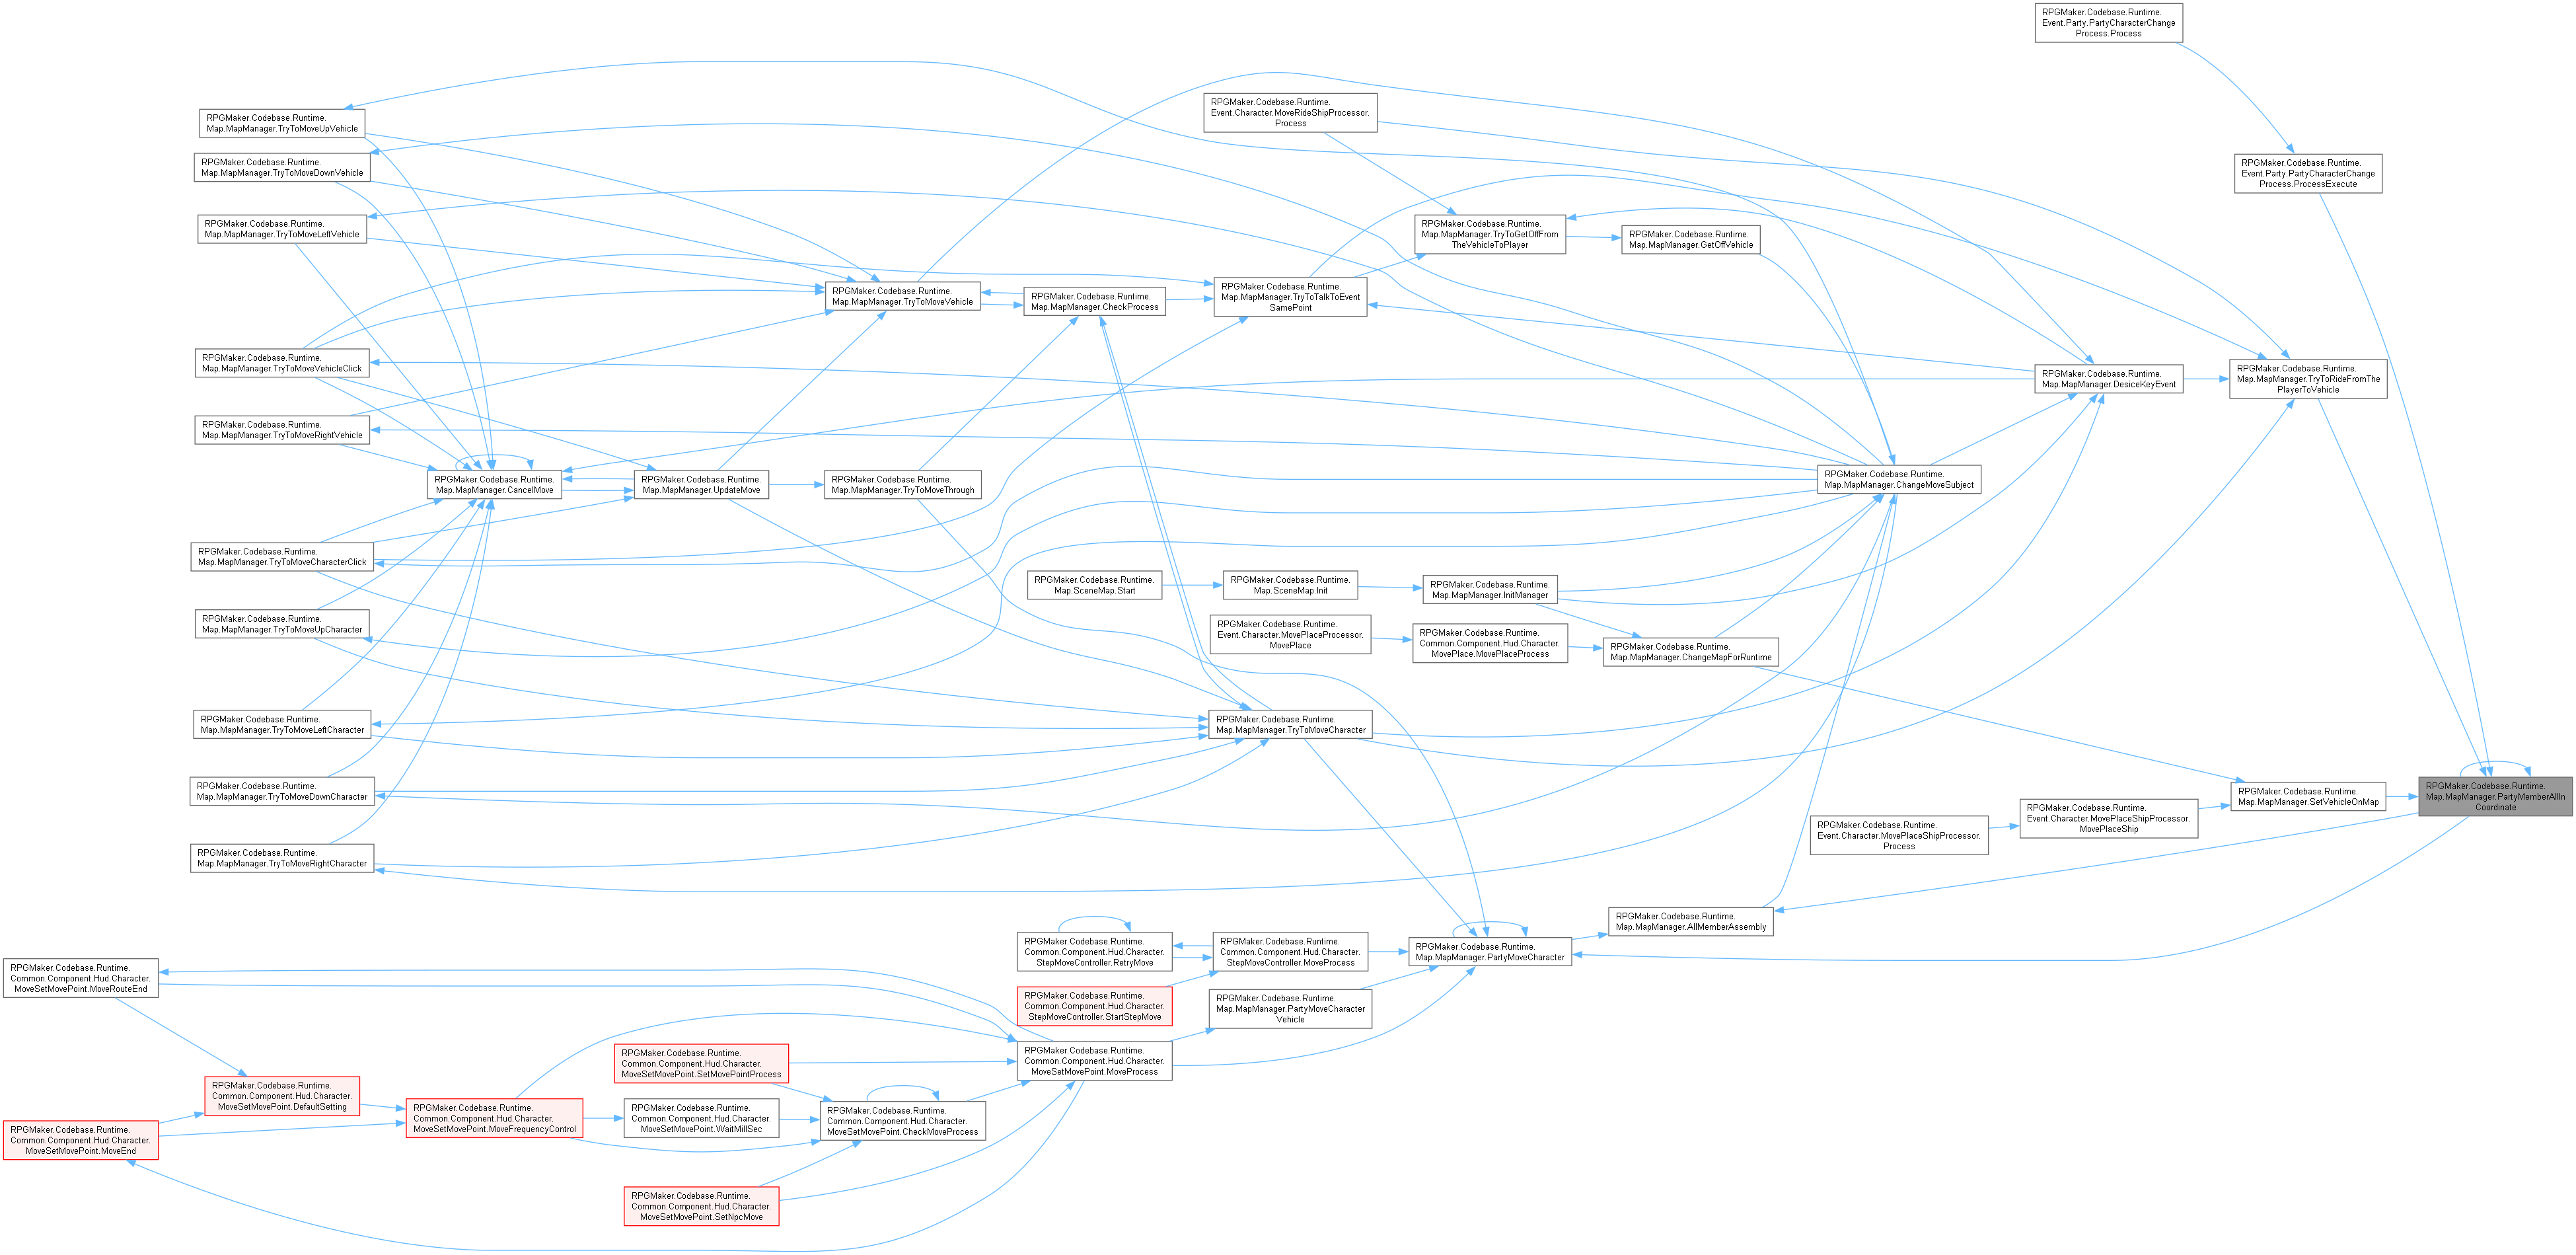 RPGMaker.Codebase.Runtime.
Event.Party.PartyCharacterChange
Process.Process
RPGMaker.Codebase.Runtime.
Map.MapManager.TryToMoveUpVehicle
RPGMaker.Codebase.Runtime.
Event.Character.MoveRideShipProcessor.
Process
RPGMaker.Codebase.Runtime.
Map.MapManager.TryToMoveDownVehicle
RPGMaker.Codebase.Runtime.
Event.Party.PartyCharacterChange
Process.ProcessExecute
RPGMaker.Codebase.Runtime.
Map.MapManager.TryToMoveLeftVehicle
RPGMaker.Codebase.Runtime.
Map.MapManager.TryToGetOffFrom
TheVehicleToPlayer
RPGMaker.Codebase.Runtime.
Map.MapManager.GetOffVehicle
RPGMaker.Codebase.Runtime.
Map.MapManager.TryToMoveVehicle
RPGMaker.Codebase.Runtime.
Map.MapManager.CheckProcess
RPGMaker.Codebase.Runtime.
Map.MapManager.TryToTalkToEvent
SamePoint
RPGMaker.Codebase.Runtime.
Map.MapManager.TryToMoveVehicleClick
RPGMaker.Codebase.Runtime.
Map.MapManager.DesiceKeyEvent
RPGMaker.Codebase.Runtime.
Map.MapManager.TryToRideFromThe
PlayerToVehicle
RPGMaker.Codebase.Runtime.
Map.MapManager.TryToMoveRightVehicle
RPGMaker.Codebase.Runtime.
Map.MapManager.CancelMove
RPGMaker.Codebase.Runtime.
Map.MapManager.UpdateMove
RPGMaker.Codebase.Runtime.
Map.MapManager.TryToMoveThrough
RPGMaker.Codebase.Runtime.
Map.MapManager.ChangeMoveSubject
RPGMaker.Codebase.Runtime.
Map.MapManager.TryToMoveCharacterClick
RPGMaker.Codebase.Runtime.
Map.SceneMap.Start
RPGMaker.Codebase.Runtime.
Map.SceneMap.Init
RPGMaker.Codebase.Runtime.
Map.MapManager.InitManager
RPGMaker.Codebase.Runtime.
Map.MapManager.TryToMoveUpCharacter
RPGMaker.Codebase.Runtime.
Event.Character.MovePlaceProcessor.
MovePlace
RPGMaker.Codebase.Runtime.
Common.Component.Hud.Character.
MovePlace.MovePlaceProcess
RPGMaker.Codebase.Runtime.
Map.MapManager.ChangeMapForRuntime
RPGMaker.Codebase.Runtime.
Map.MapManager.TryToMoveLeftCharacter
RPGMaker.Codebase.Runtime.
Map.MapManager.TryToMoveCharacter
RPGMaker.Codebase.Runtime.
Map.MapManager.TryToMoveDownCharacter
RPGMaker.Codebase.Runtime.
Map.MapManager.SetVehicleOnMap
RPGMaker.Codebase.Runtime.
Map.MapManager.PartyMemberAllIn
Coordinate
RPGMaker.Codebase.Runtime.
Event.Character.MovePlaceShipProcessor.
MovePlaceShip
RPGMaker.Codebase.Runtime.
Event.Character.MovePlaceShipProcessor.
Process
RPGMaker.Codebase.Runtime.
Map.MapManager.TryToMoveRightCharacter
RPGMaker.Codebase.Runtime.
Map.MapManager.AllMemberAssembly
RPGMaker.Codebase.Runtime.
Common.Component.Hud.Character.
StepMoveController.RetryMove
RPGMaker.Codebase.Runtime.
Common.Component.Hud.Character.
StepMoveController.MoveProcess
RPGMaker.Codebase.Runtime.
Map.MapManager.PartyMoveCharacter
RPGMaker.Codebase.Runtime.
Common.Component.Hud.Character.
MoveSetMovePoint.MoveRouteEnd
RPGMaker.Codebase.Runtime.
Common.Component.Hud.Character.
StepMoveController.StartStepMove
RPGMaker.Codebase.Runtime.
Map.MapManager.PartyMoveCharacter
Vehicle
RPGMaker.Codebase.Runtime.
Common.Component.Hud.Character.
MoveSetMovePoint.SetMovePointProcess
RPGMaker.Codebase.Runtime.
Common.Component.Hud.Character.
MoveSetMovePoint.MoveProcess
RPGMaker.Codebase.Runtime.
Common.Component.Hud.Character.
MoveSetMovePoint.DefaultSetting
RPGMaker.Codebase.Runtime.
Common.Component.Hud.Character.
MoveSetMovePoint.MoveFrequencyControl
RPGMaker.Codebase.Runtime.
Common.Component.Hud.Character.
MoveSetMovePoint.WaitMillSec
RPGMaker.Codebase.Runtime.
Common.Component.Hud.Character.
MoveSetMovePoint.CheckMoveProcess
RPGMaker.Codebase.Runtime.
Common.Component.Hud.Character.
MoveSetMovePoint.MoveEnd
RPGMaker.Codebase.Runtime.
Common.Component.Hud.Character.
MoveSetMovePoint.SetNpcMove